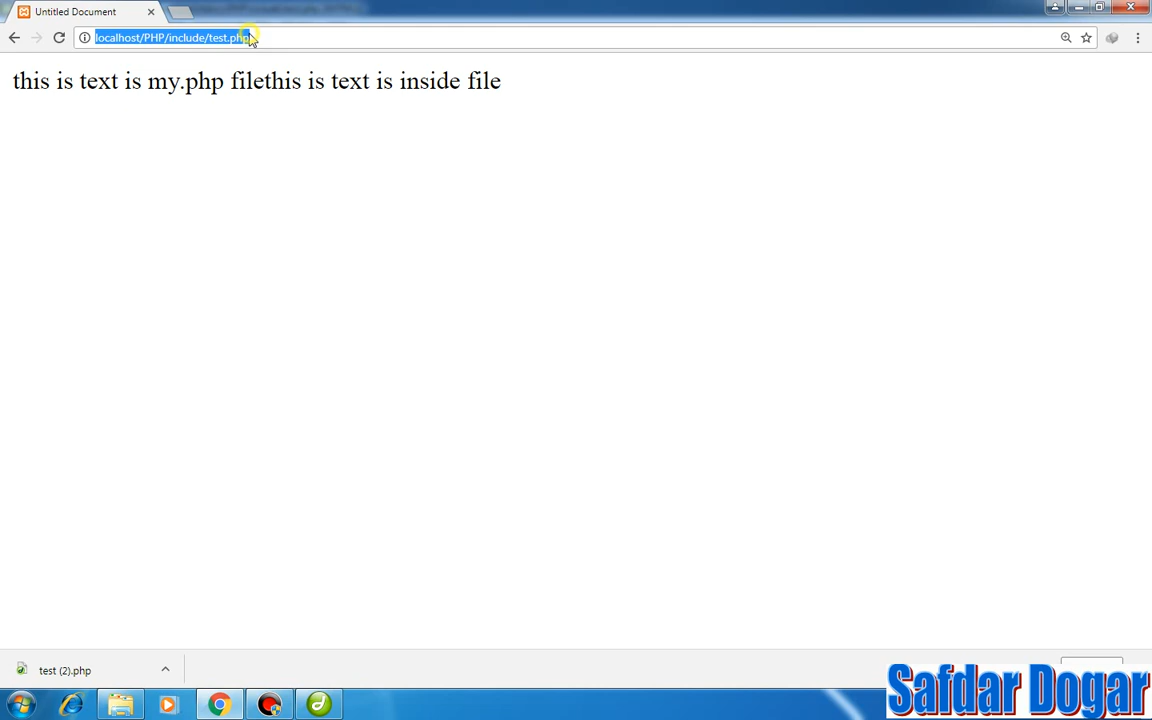 Untitled Document
localhost/PHP/include/test.php
this is text is my.php filethis is text is inside file
test (2).php
Safdar Dogar